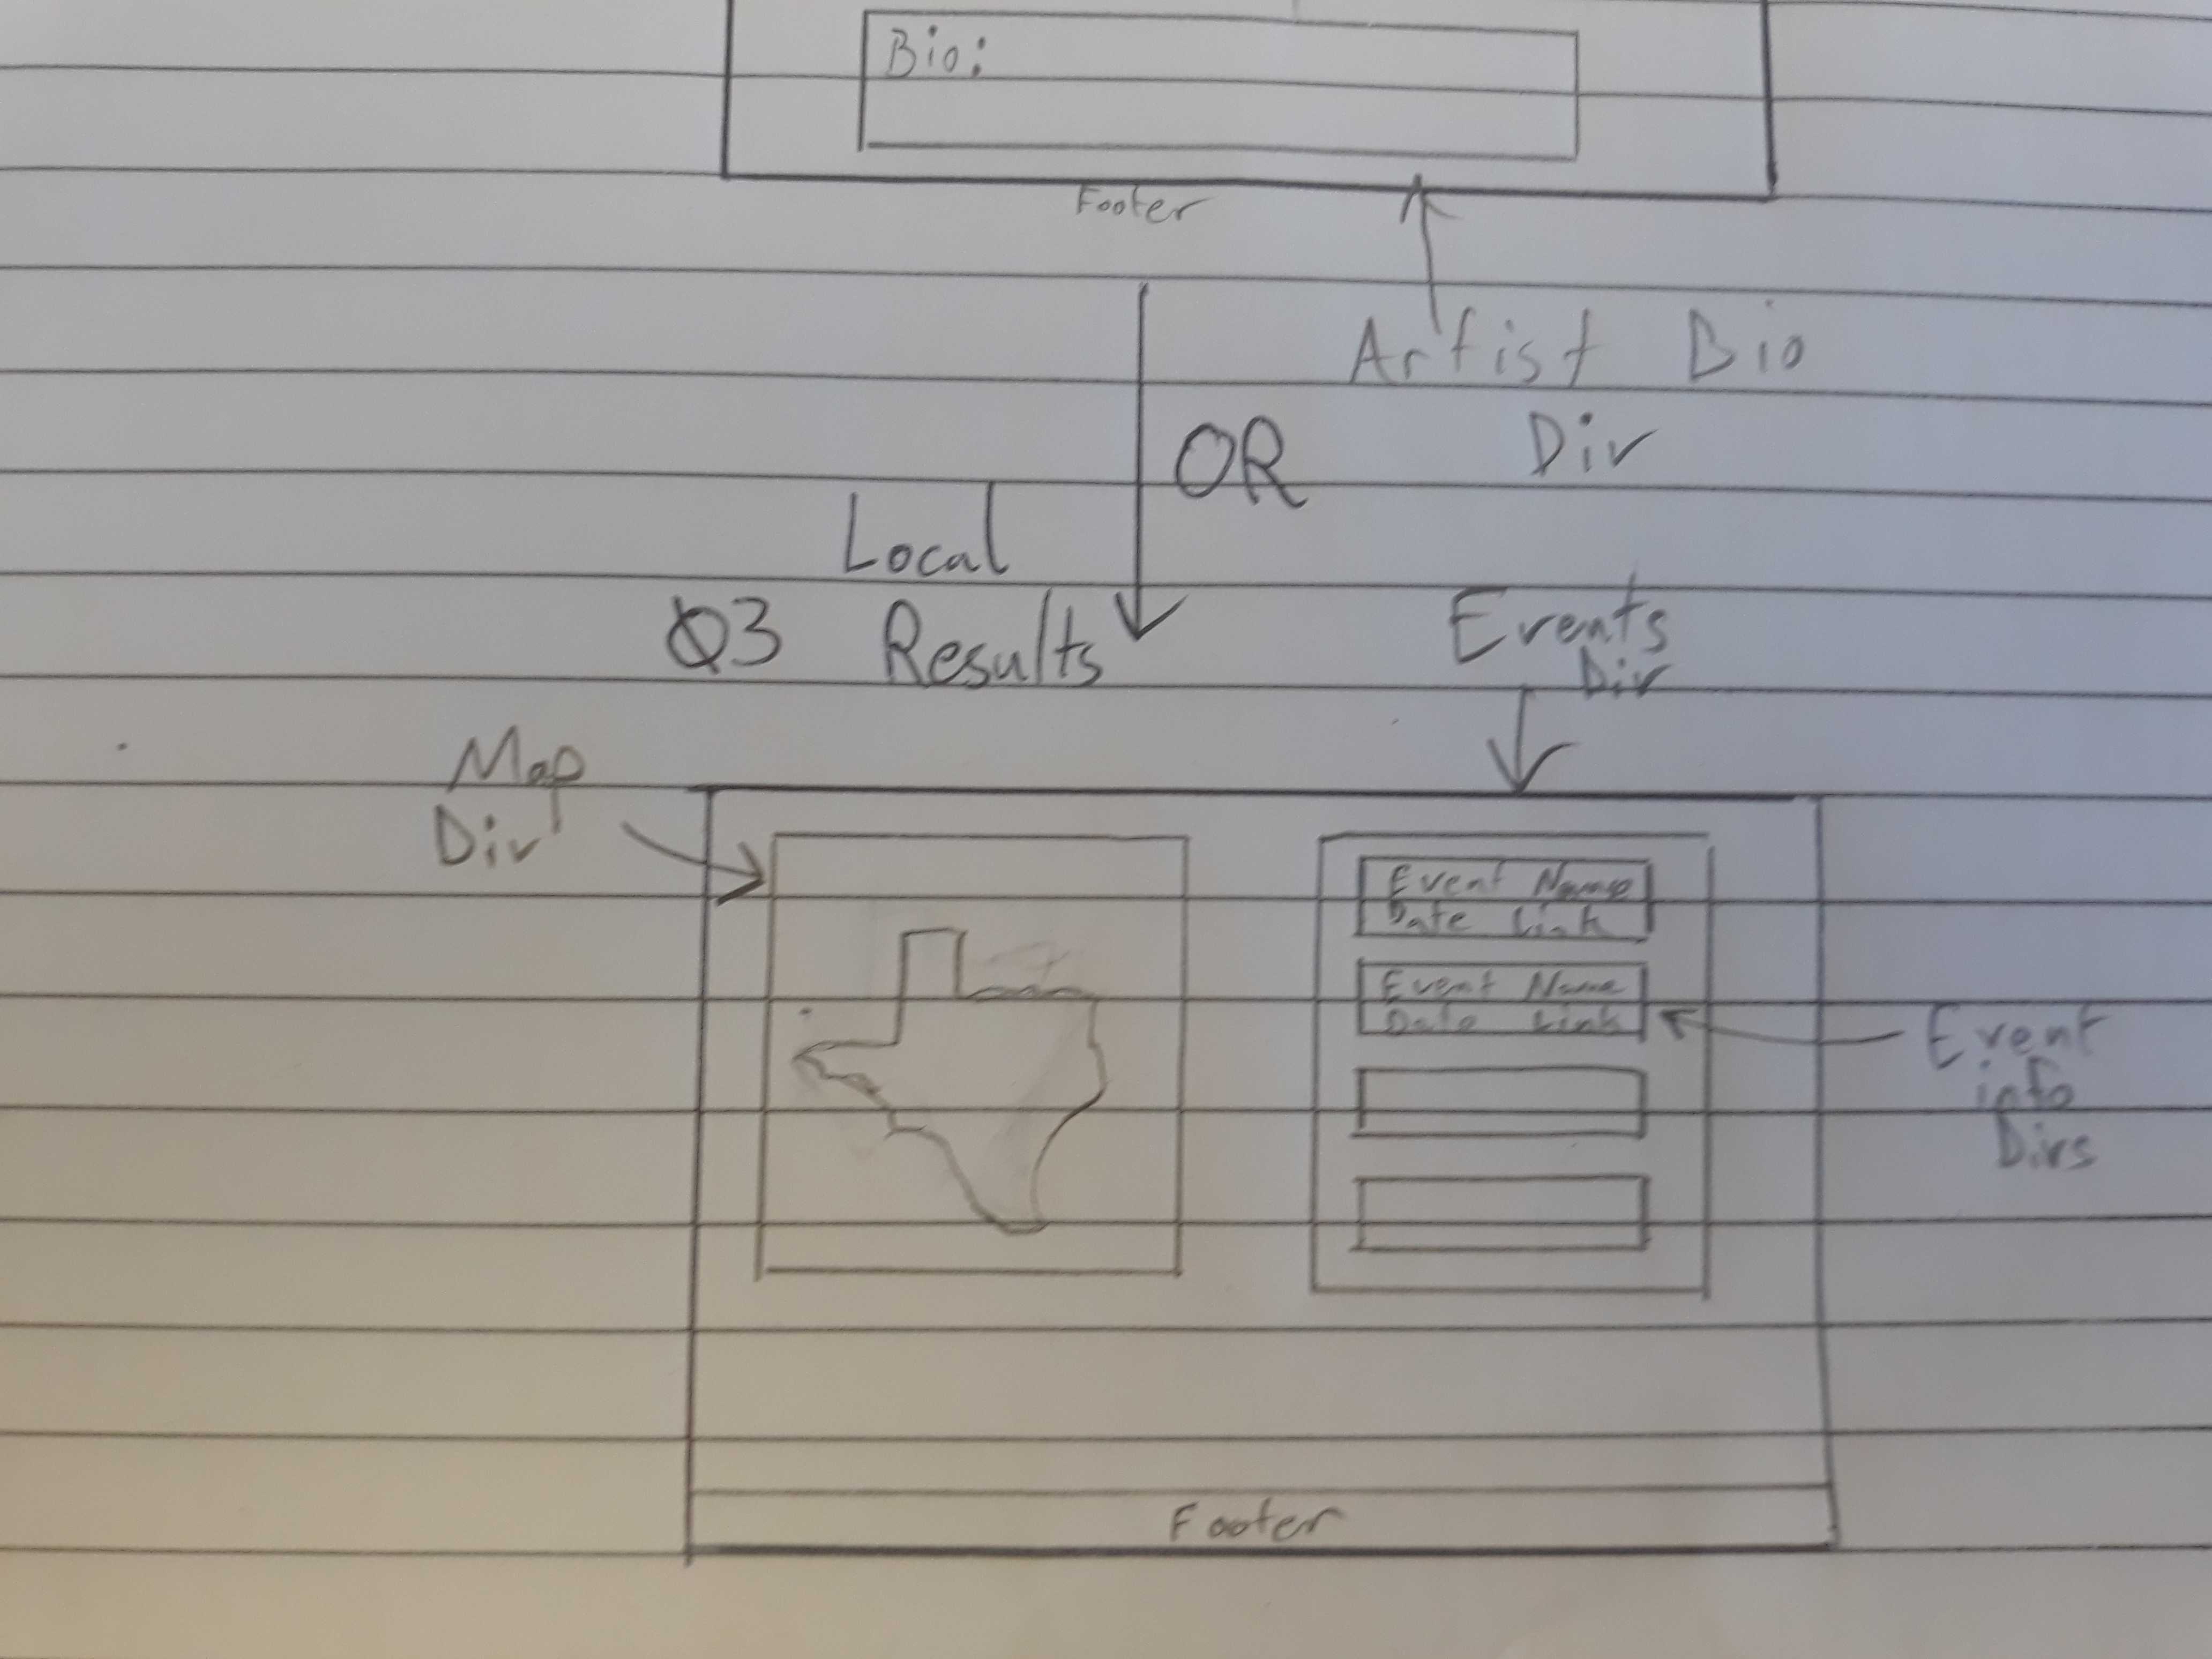 Bio:
Footer
Artist Bio
Div
OR
Local
Q3 Results
Events
Div
Map
Div
Event Name
Date Link
Event Name
Date Link
Event
info
Divs
Footer